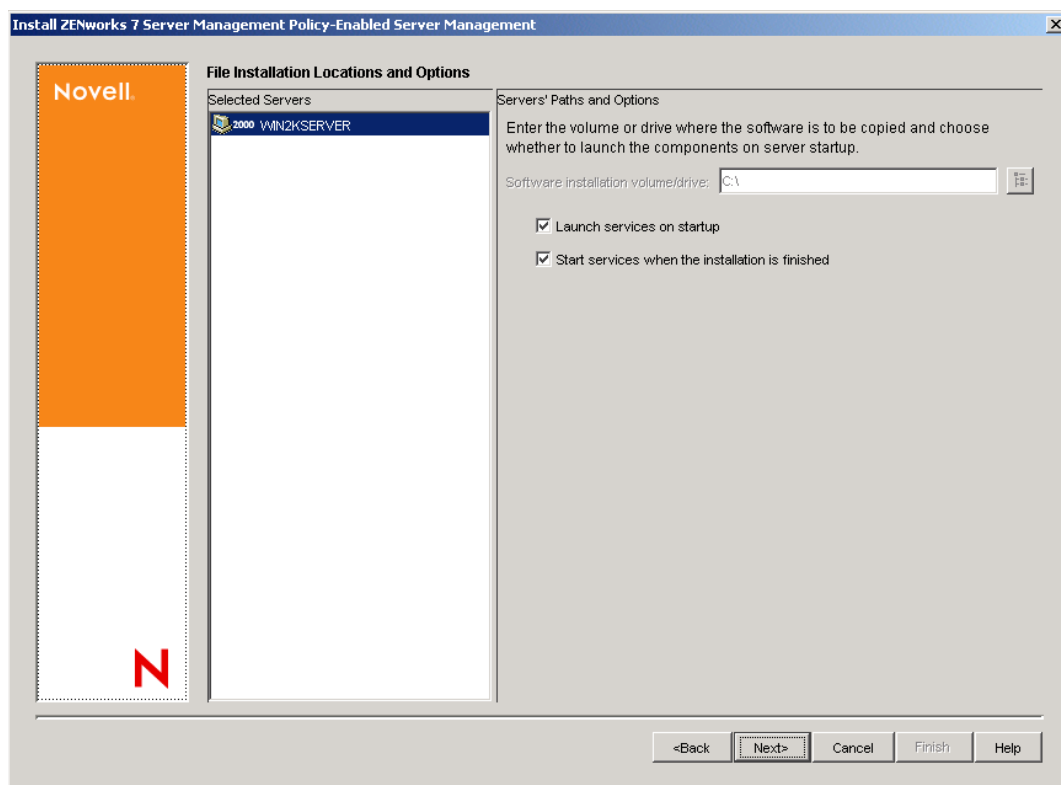 Install ZENworks 7 Server Management Policy-Enabled Server Management
Novell.
File Installation Locations and Options
Selected Servers
2000 WIN2KSERVER
Servers' Paths and Options
Enter the volume or drive where the software is to be copied and choose
whether to launch the components on server startup.
Software installation volume/drive: C:\
Launch services on startup
Start services when the installation is finished
N
<Back Next> Cancel Finish Help